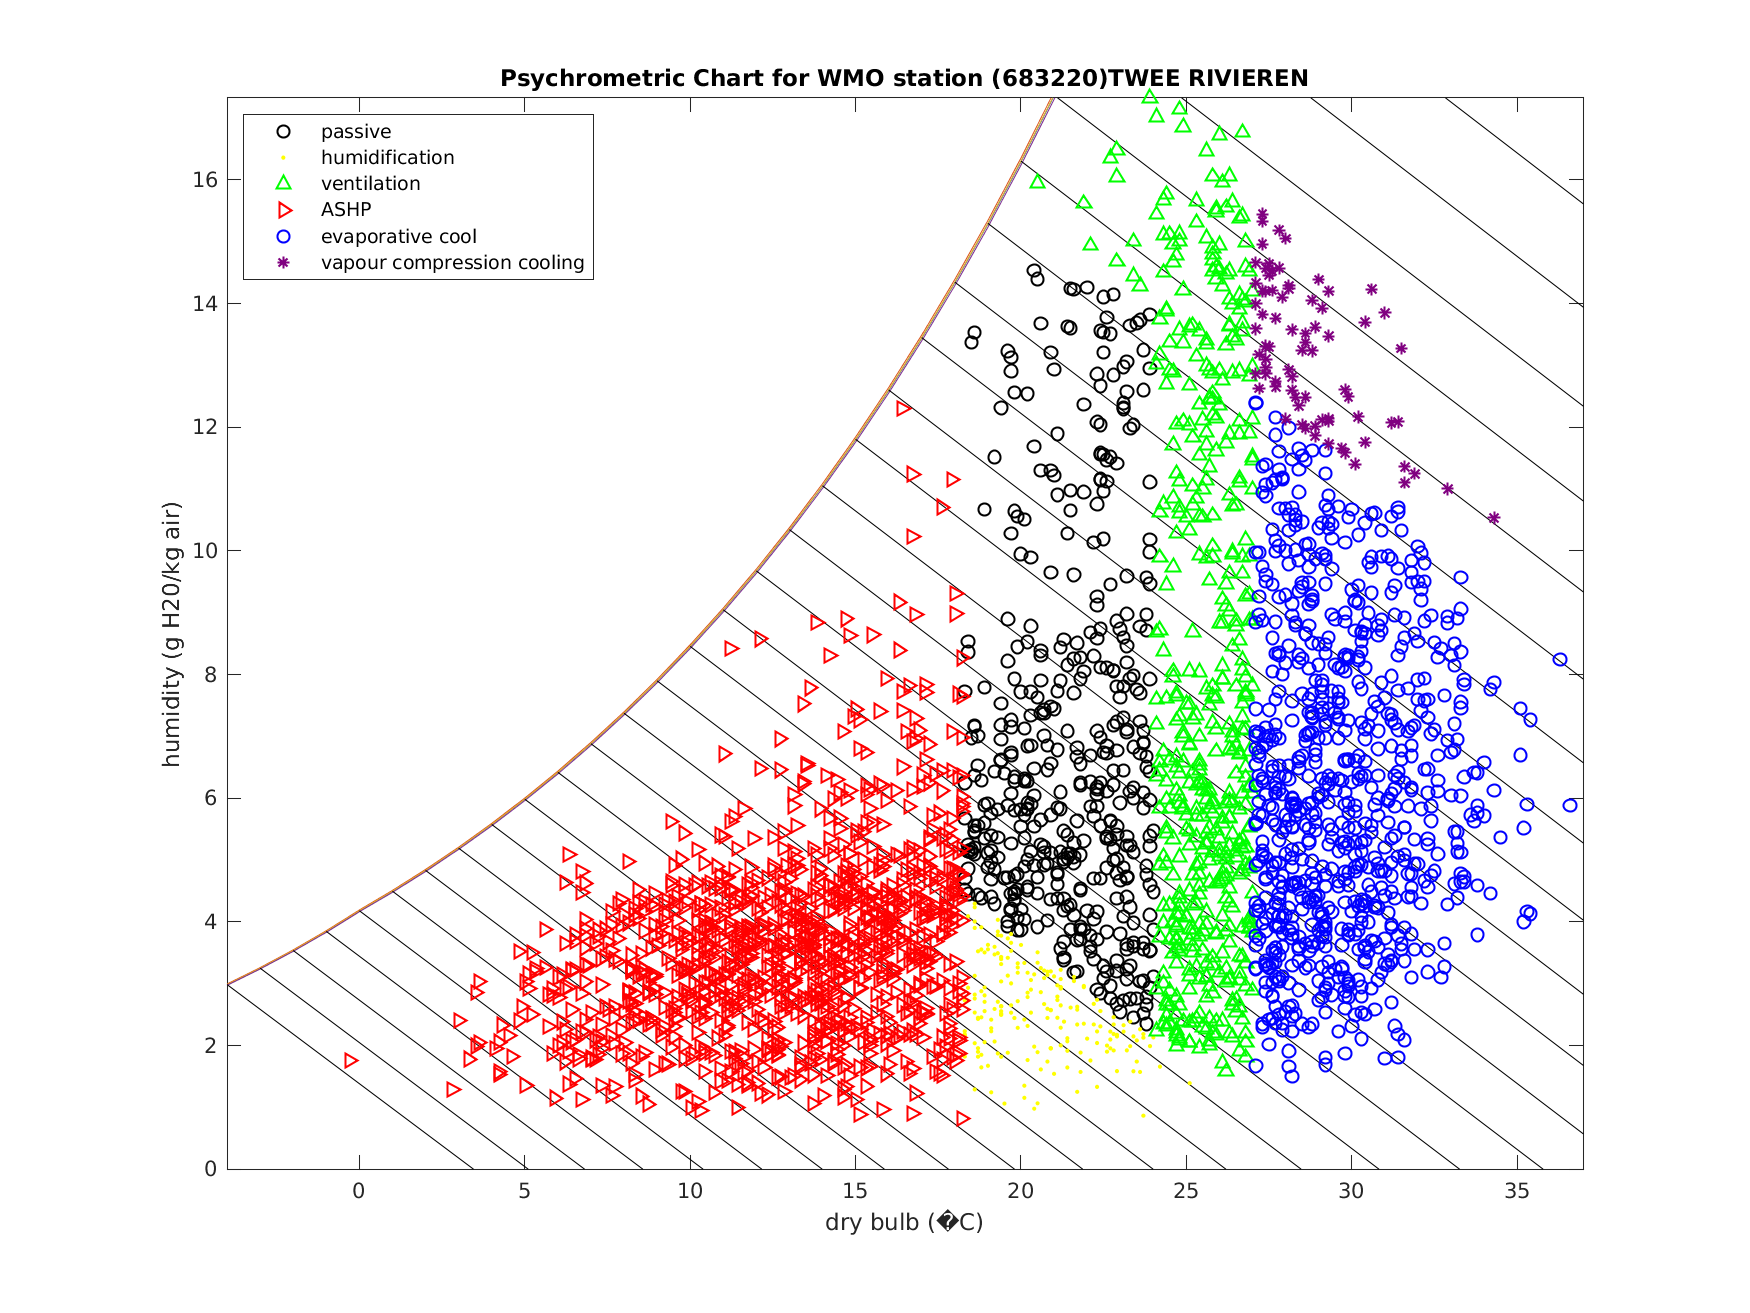 Psychrometric Chart for WMO station (683220)TWEE RIVIEREN
passive
humidification
ventilation
ASHP
evaporative cool
vapour compression cooling
humidity (g H20/kg air)
16
14
12
10
8
6
4
2
0
0 5 10 15 20 25 30 35
dry bulb (�C)